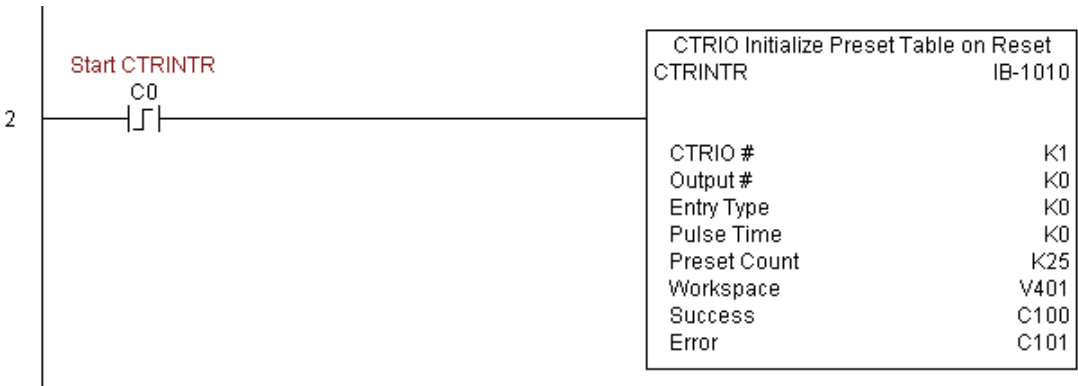 CTRIO Initialize Preset Table on Reset
CTRINTR IB-1010
Start CTRINTR
C0
2
CTRIO # K1
Output # K0
Entry Type K0
Pulse Time K0
Preset Count K25
Workspace V401
Success C100
Error C101